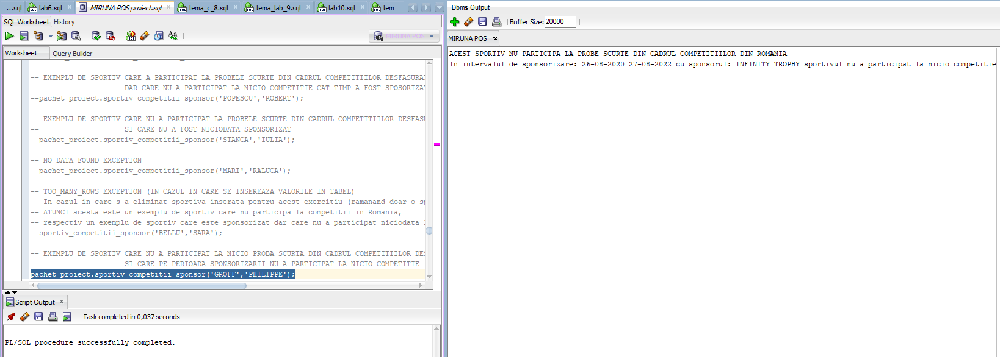 ...sql
lab6.sql
MIRUNA POS proiect.sql
tema_c_8.sql
tema_lab_9.sql
lab10.sql
tem...
SQL Worksheet
History
MIRUNA POS
Worksheet
Query Builder
-- EXEMPLU DE SPORTIV CARE A PARTICIPAT LA PROBELE SCURTE DIN CADRUL COMPETITIILOR DESFASURAT
-- DAR CARE NU A PARTICIPAT LA NICIO COMPETITIE CAT TIMP A FOST SPOSORIZAT
--pachet_proiect.sportiv_competitii_sponsor('POPESCU','ROBERT');
-- EXEMPLU DE SPORTIV CARE NU A PARTICIPAT LA PROBELE SCURTE DIN CADRUL COMPETITIILOR DESFASU
-- SI CARE NU A FOST NICIODATA SPONSORIZAT
--pachet_proiect.sportiv_competitii_sponsor('STANCA','IULIA');
-- NO_DATA_FOUND EXCEPTION
--pachet_proiect.sportiv_competitii_sponsor('MARI','RALUCA');
-- TOO_MANY_ROWS EXCEPTION (IN CAZUL IN CARE SE INSEREAZA VALORILE IN TABEL)
-- In cazul in care s-a eliminat sportiva inserata pentru acest exercitiu (ramanand doar o sp
-- ATUNCI acesta este un exemplu de sportiv care nu participa la competitii in Romania,
-- respectiv un exemplu de sportiv care este sponsorizat dar care nu a participat niciodata
--sportiv_competitii_sponsor('BELLU','SARA');
-- EXEMPLU DE SPORTIV CARE NU A PARTICIPAT LA NICIO PROBA SCURTA DIN CADRUL COMPETITIILOR DES
-- SI CARE PE PERIOADA SPONSORIZARII NU A PARTICIPAT LA NICIO COMPETITIE
pachet_proiect.sportiv_competitii_sponsor('GROFF','PHILIPPE');
Script Output
Task completed in 0,037 seconds
PL/SQL procedure successfully completed.
Dbms Output
Buffer Size: 20000
MIRUNA POS
ACEST SPORTIV NU PARTICIPA LA PROBE SCURTE DIN CADRUL COMPETITIILOR DIN ROMANIA
In intervalul de sponsorizare: 26-08-2020 27-08-2022 cu sponsorul: INFINITY TROPHY sportivul nu a participat la nicio competitie